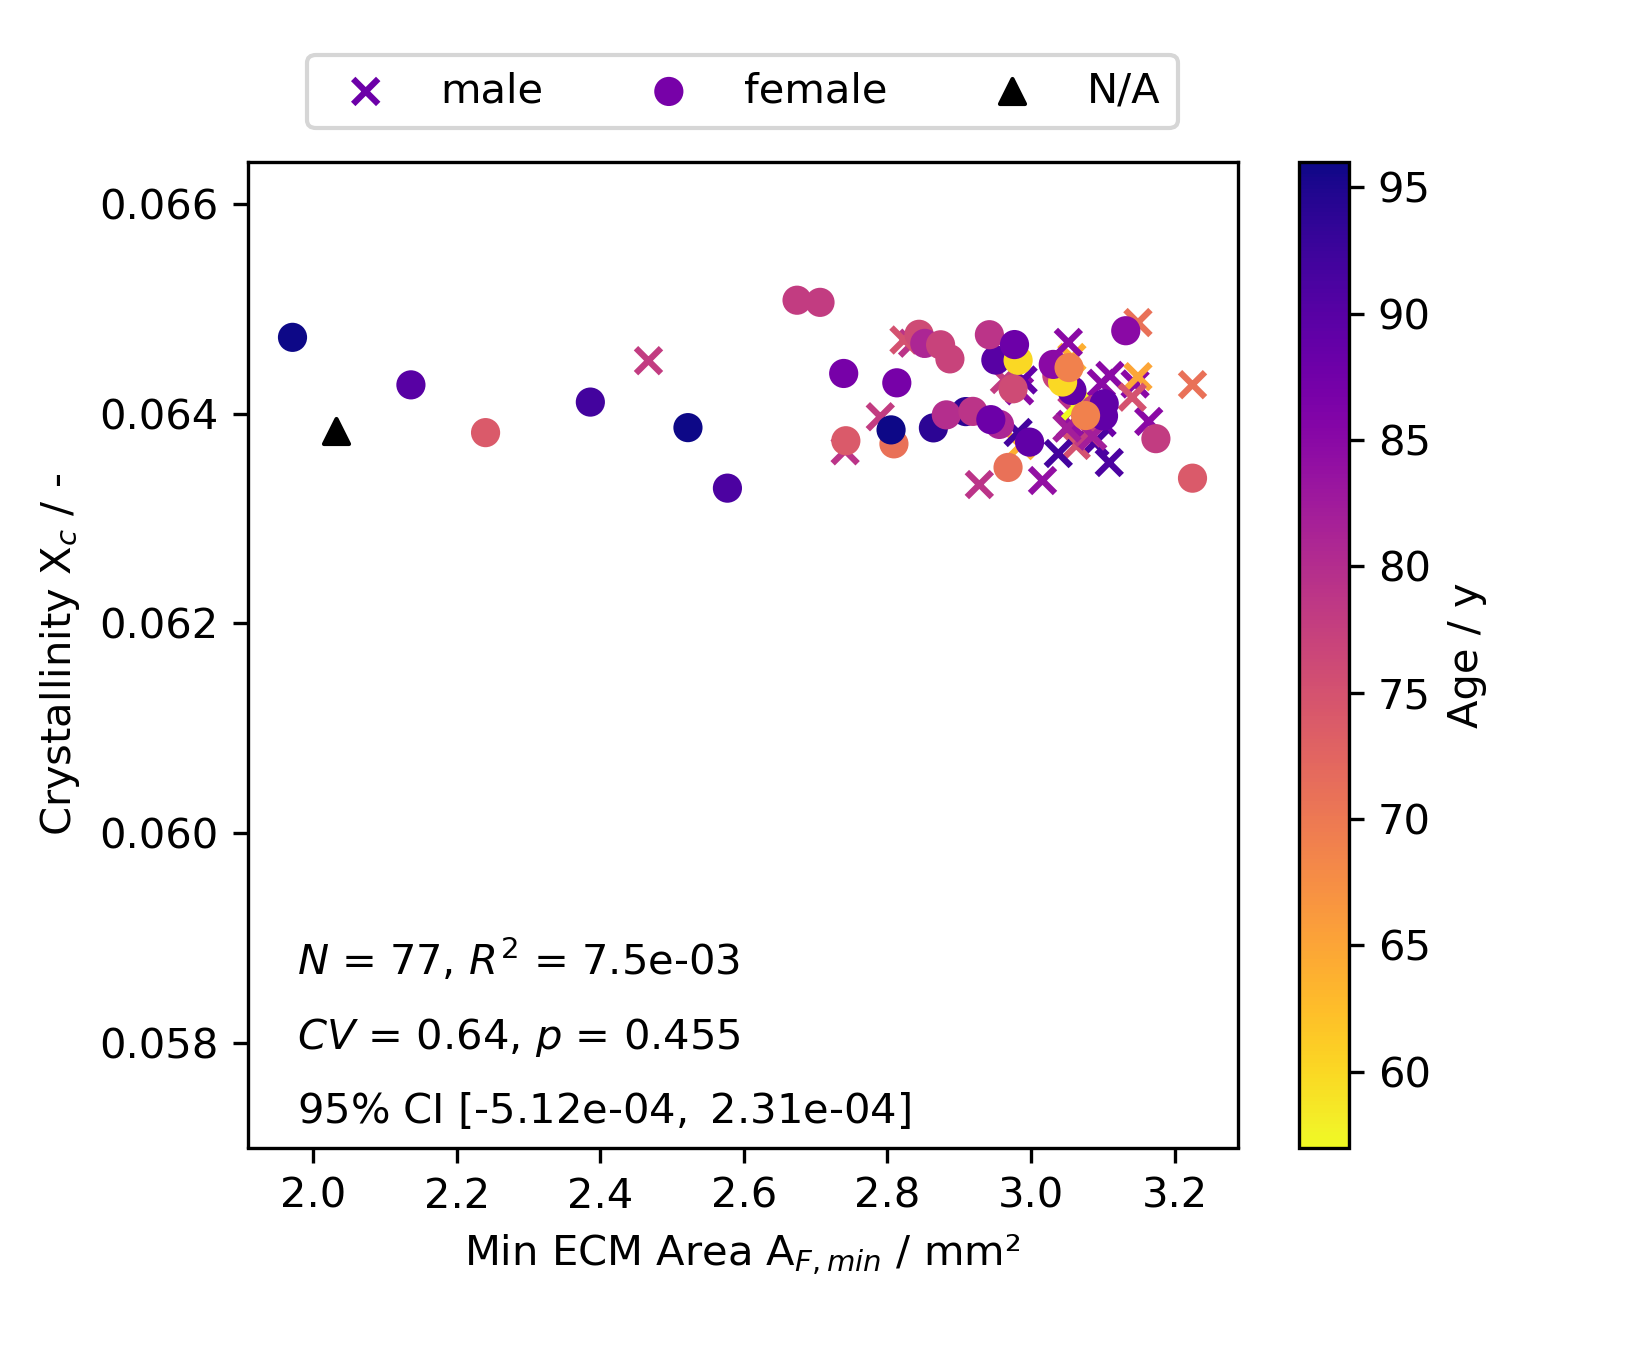 male female N/A
0.066
0.064
0.062
0.060
0.058
Crystallinity X_c / -
N = 77, R² = 7.5e-03
CV = 0.64, p = 0.455
95% CI [-5.12e-04, 2.31e-04]
2.0 2.2 2.4 2.6 2.8 3.0 3.2
Min ECM Area A_F,min / mm²
95
90
85
80
75
70
65
60
Age / y